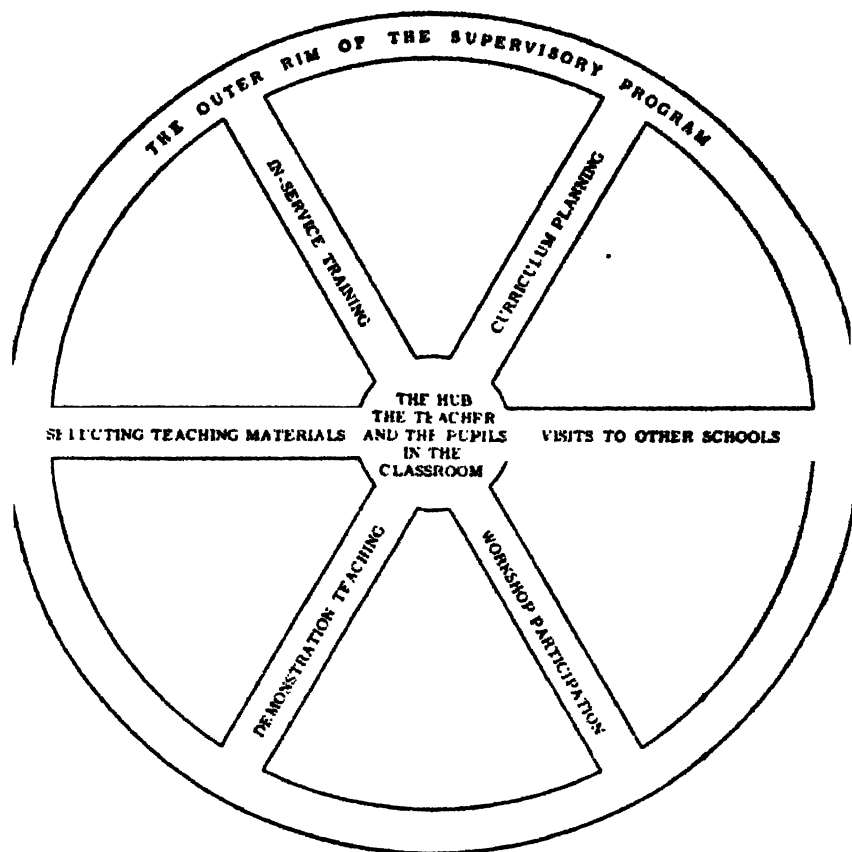 THE OUTER RIM OF THE SUPERVISORY PROGRAM
IN-SERVICE TRAINING
CURRICULUM PLANNING
SELECTING TEACHING MATERIALS
THE HUB
THE TEACHER
AND THE PUPILS
IN THE
CLASSROOM
VISITS TO OTHER SCHOOLS
DEMONSTRATION TEACHING
WORKSHOP PARTICIPATION